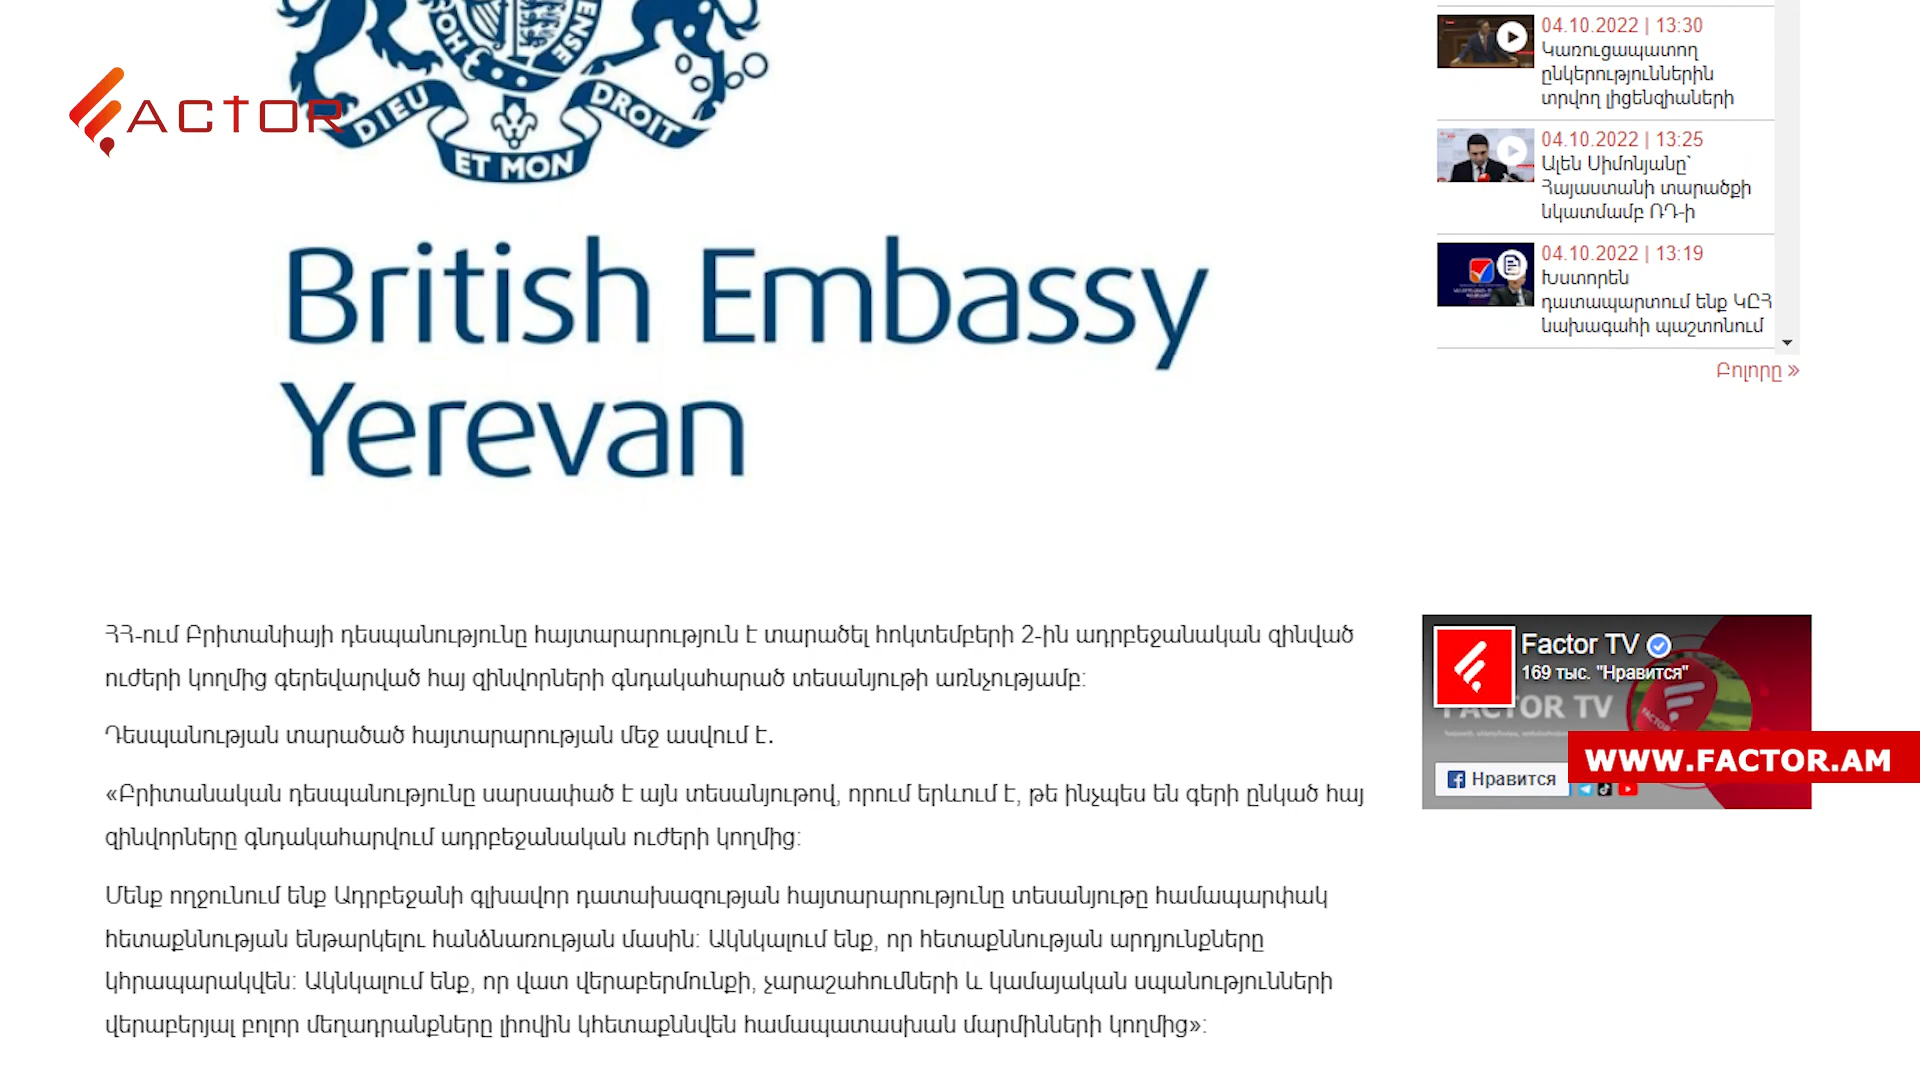 ACTOR
HO
ENSE
DIEU
ET MON
DROIT
British Embassy
Yerevan
ՀՀ-ում Բրիտանիայի դեսպանությունը հայտարարություն է տարածել հոկտեմբերի 2-ին ադրբեջանական զինված
ուժերի կողմից գերեվարված հայ զինվորների գնդակահարած տեսանյութի առնչությամբ:
Դեսպանության տարածած հայտարարության մեջ ասվում է.
«Բրիտանական դեսպանությունը սարսափած է այն տեսանյութով, որում երևում է, թե ինչպես են գերի ընկած հայ
զինվորները գնդակահարվում ադրբեջանական ուժերի կողմից:
Մենք ողջունում ենք Ադրբեջանի գլխավոր դատախազության հայտարարությունը տեսանյութը համապարփակ
հետաքննության ենթարկելու հանձնառության մասին: Ակնկալում ենք, որ հետաքննության արդյունքները
կհրապարակվեն: Ակնկալում ենք, որ վատ վերաբերմունքի, չարաշահումների և կամայական սպանությունների
վերաբերյալ բոլոր մեղադրանքները լիովին կհետաքննվեն համապատասխան մարմինների կողմից»:
04.10.2022 | 13:30
Կառուցապատող
ընկերություններին
տրվող լիցենզիաների
04.10.2022 | 13:25
Ալեն Սիմոնյանը՝
Հայաստանի տարածքի
նկատմամբ ՌԴ-ի
04.10.2022 | 13:19
Խստորեն
դատապարտում ենք ԿԸՀ
նախագահի պաշտոնում
Բոլորը »
Factor TV
169 тыс. "Нравится"
FACTOR TV
WWW.FACTOR.AM
Нравится